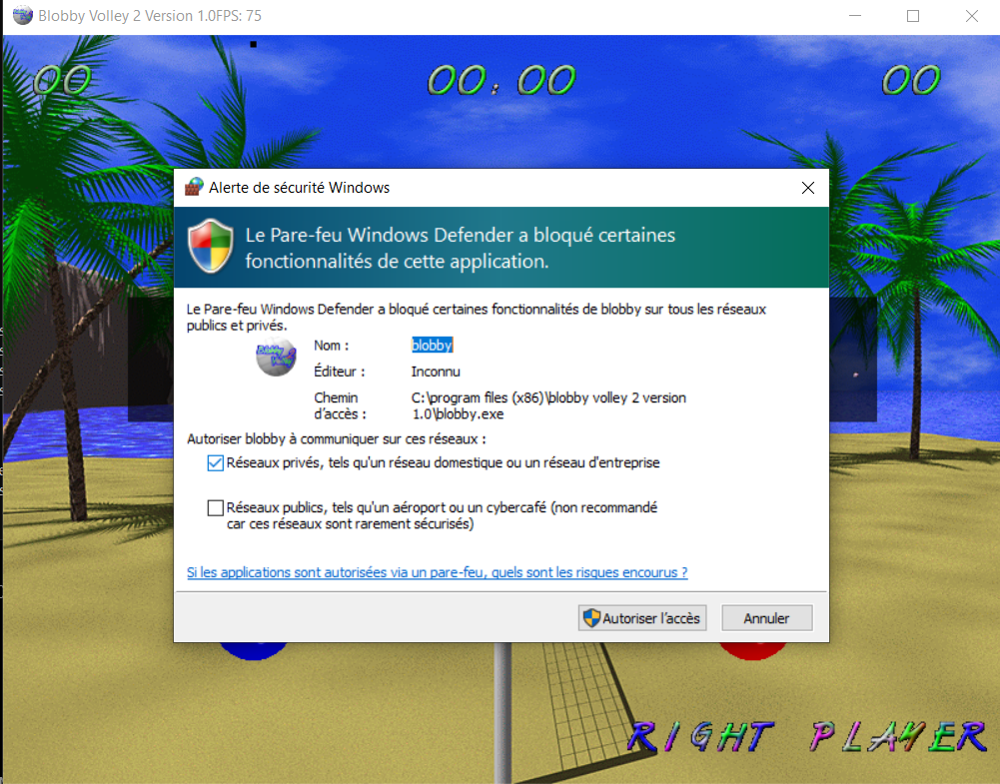 Blobby Volley 2 Version 1.0FPS: 75
00 00:00 00
Alerte de sécurité Windows
Le Pare-feu Windows Defender a bloqué certaines
fonctionnalités de cette application.
Le Pare-feu Windows Defender a bloqué certaines fonctionnalités de blobby sur tous les réseaux
publics et privés.
Nom : blobby
Éditeur : Inconnu
Chemin C:\program files (x86)\blobby volley 2 version
d’accès : 1.0\blobby.exe
Autoriser blobby à communiquer sur ces réseaux :
Réseaux privés, tels qu'un réseau domestique ou un réseau d'entreprise
Réseaux publics, tels qu'un aéroport ou un cybercafé (non recommandé
car ces réseaux sont rarement sécurisés)
Si les applications sont autorisées via un pare-feu, quels sont les risques encourus ?
Autoriser l’accès Annuler
RIGHT PLAYER